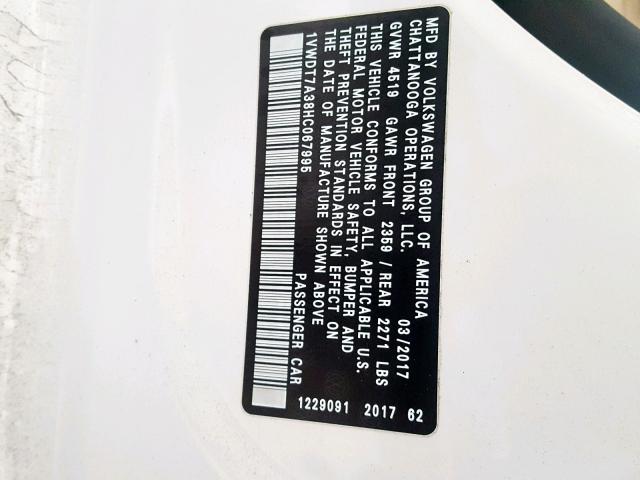 MFD BY VOLKSWAGEN GROUP OF AMERICA
CHATTANOOGA OPERATIONS, LLC. 03/2017
GVWR 4519 GAWR FRONT 2359 / REAR 2271 LBS
THIS VEHICLE CONFORMS TO ALL APPLICABLE U.S.
FEDERAL MOTOR VEHICLE SAFETY, BUMPER AND
THEFT PREVENTION STANDARDS IN EFFECT ON
THE DATE OF MANUFACTURE SHOWN ABOVE
1VWDT7A38HC067995 PASSENGER CAR
1229091 2017 62